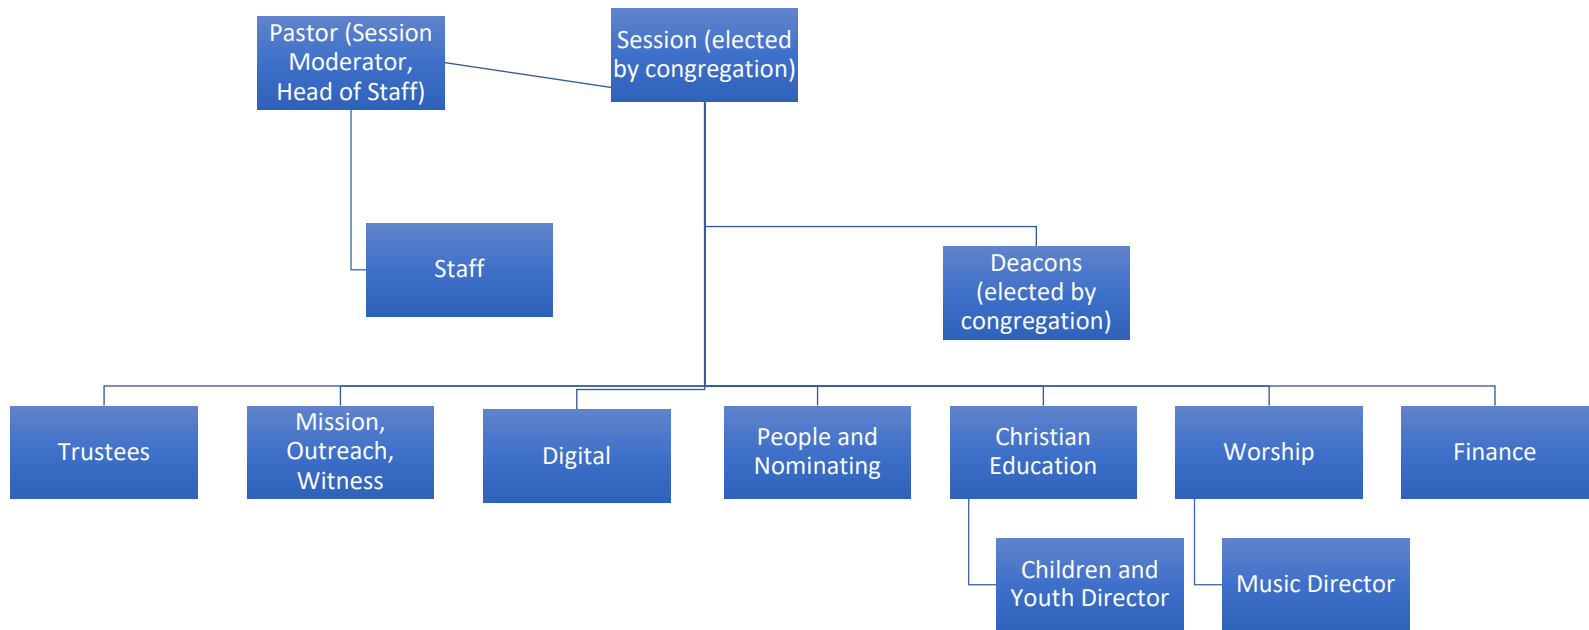 Pastor (Session
Moderator,
Head of Staff)
Session (elected
by congregation)
Staff
Deacons
(elected by
congregation)
Trustees
Mission,
Outreach,
Witness
Digital
People and
Nominating
Christian
Education
Worship
Finance
Children and
Youth Director
Music Director